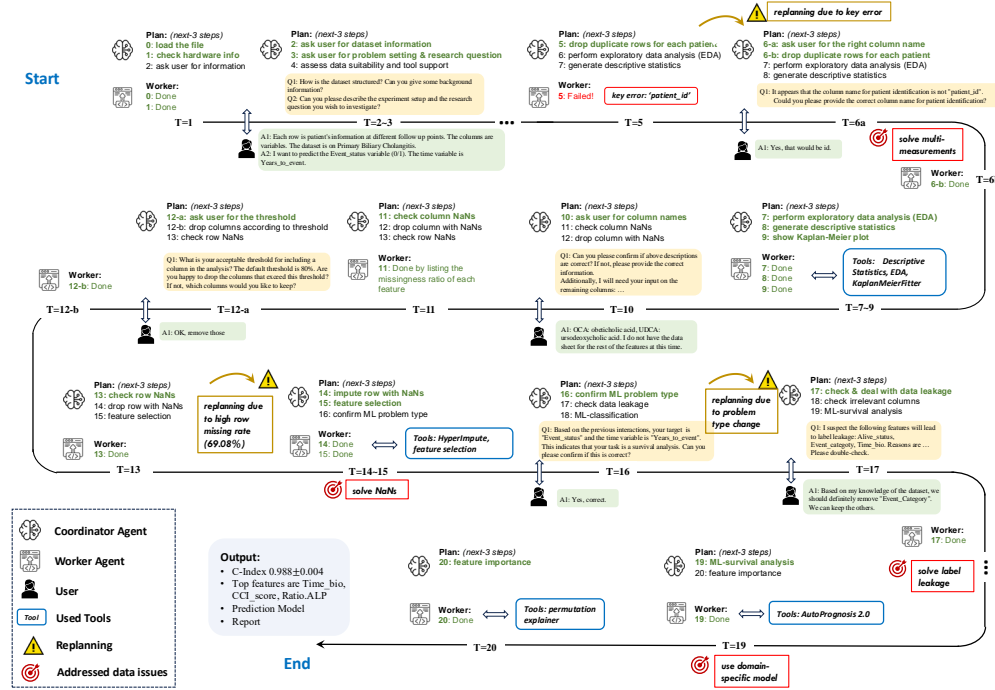 Start
Plan: (next-3 steps)
0: load the file
1: check hardware info
2: ask user for information
Worker:
0: Done
1: Done
T=1
Plan: (next-3 steps)
2: ask user for dataset information
3: ask user for problem setting & research question
4: assess data suitability and tool support
Q1: How is the dataset structured? Can you give some background
information?
Q2: Can you please describe the experiment setup and the research
question you wish to investigate?
T=2~3
A1: Each row is patient's information at different follow up points. The columns are
variables. The dataset is on Primary Biliary Cholangitis.
A2: I want to predict the Event_status variable (0/1). The time variable is
Years_to_event.
•••
Plan: (next-3 steps)
5: drop duplicate rows for each patient
6: perform exploratory data analysis (EDA)
7: generate descriptive statistics
Worker:
5: Failed!
key error: 'patient_id'
T=5
replanning due to key error
Plan: (next-3 steps)
6-a: ask user for the right column name
6-b: drop duplicate rows for each patient
7: perform exploratory data analysis (EDA)
8: generate descriptive statistics
Q1: It appears that the column name for patient identification is not "patient_id".
Could you please provide the correct column name for patient identification?
T=6a
A1: Yes, that would be id.
solve multi-
measurements
Worker:
6-b: Done
T=6
Plan: (next-3 steps)
7: perform exploratory data analysis (EDA)
8: generate descriptive statistics
9: show Kaplan-Meier plot
Worker:
7: Done
8: Done
9: Done
Tools: Descriptive
Statistics, EDA,
KaplanMeierFitter
T=7~9
Plan: (next-3 steps)
10: ask user for column names
11: check column NaNs
12: drop column with NaNs
Q1: Can you please confirm if above descriptions
are correct? If not, please provide the correct
information.
Additionally, I will need your input on the
remaining columns: …
T=10
A1: OCA: obeticholic acid, UDCA:
ursodeoxycholic acid. I do not have the data
sheet for the rest of the features at this time.
Plan: (next-3 steps)
11: check column NaNs
12: drop column with NaNs
13: check row NaNs
Worker:
11: Done by listing the
missingness ratio of each
feature
T=11
Plan: (next-3 steps)
12-a: ask user for the threshold
12-b: drop columns according to threshold
13: check row NaNs
Q1: What is your acceptable threshold for including a
column in the analysis? The default threshold is 80%. Are
you happy to drop the columns that exceed this threshold?
If not, which columns would you like to keep?
T=12-a
A1: OK, remove those
Worker:
12-b: Done
T=12-b
Plan: (next-3 steps)
13: check row NaNs
14: drop row with NaNs
15: feature selection
Worker:
13: Done
T=13
replanning due
to high row
missing rate
(69.08%)
Plan: (next-3 steps)
14: impute row with NaNs
15: feature selection
16: confirm ML problem type
Worker:
14: Done
15: Done
Tools: HyperImpute,
feature selection
T=14~15
solve NaNs
Plan: (next-3 steps)
16: confirm ML problem type
17: check data leakage
18: ML-classification
Q1: Based on the previous interactions, your target is
"Event_status" and the time variable is "Years_to_event".
This indicates that your task is a survival analysis. Can you
please confirm if this is correct?
T=16
A1: Yes, correct.
replanning due
to problem
type change
Plan: (next-3 steps)
17: check & deal with data leakage
18: check irrelevant columns
19: ML-survival analysis
Q1: I suspect the following features will lead
to label leakage: Alive_status,
Event_category, Time_bio. Reasons are …
Please double-check.
T=17
A1: Based on my knowledge of the dataset, we
should definitely remove "Event_Category".
We can keep the others.
Worker:
17: Done
solve label
leakage
Plan: (next-3 steps)
19: ML-survival analysis
20: feature importance
Worker:
19: Done
Tools: AutoPrognosis 2.0
T=19
use domain-
specific model
Plan: (next-3 steps)
20: feature importance
Worker:
20: Done
Tools: permutation
explainer
T=20
Output:
• C-Index 0.988±0.004
• Top features are Time_bio,
CCI_score, Ratio.ALP
• Prediction Model
• Report
End
Coordinator Agent
Worker Agent
User
Tool
Used Tools
Replanning
Addressed data issues